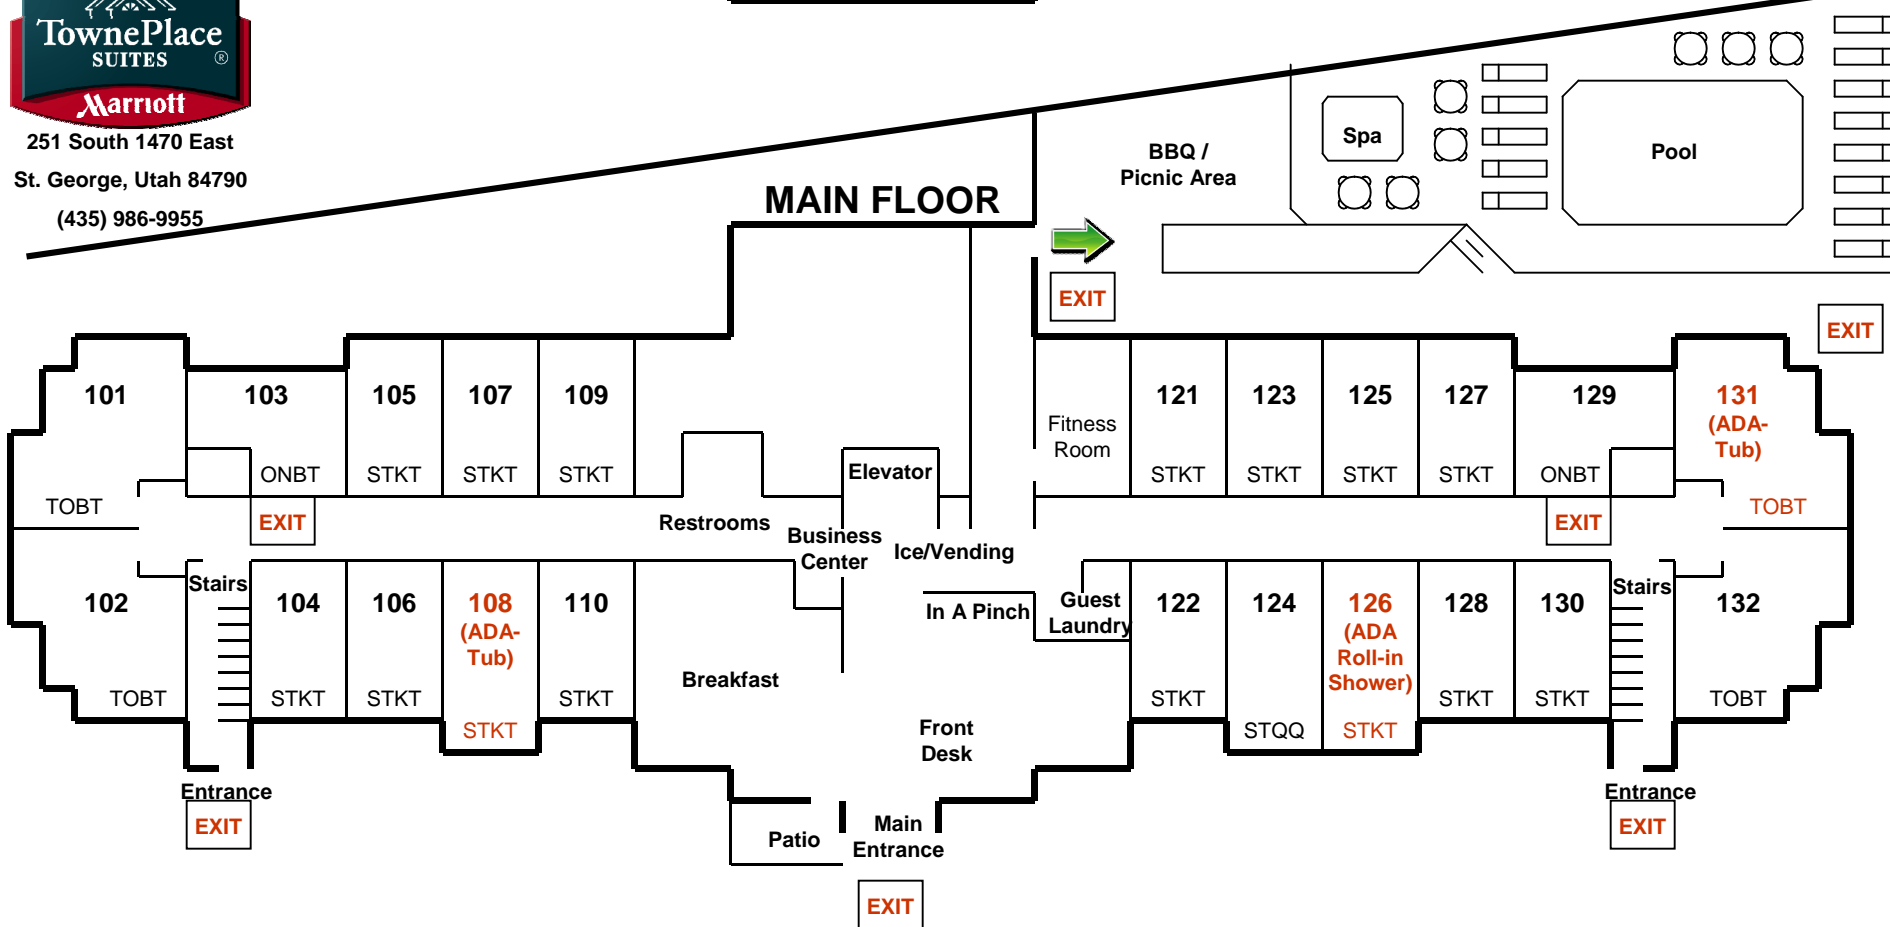 TownePlace
SUITES ®
Marriott
251 South 1470 East
St. George, Utah 84790
(435) 986-9955
MAIN FLOOR
BBQ /
Picnic Area
Spa
Pool
EXIT
EXIT
101
TOBT
103
ONBT
105
STKT
107
STKT
109
STKT
Elevator
Fitness
Room
121
STKT
123
STKT
125
STKT
127
STKT
129
ONBT
131
(ADA-
Tub)
TOBT
EXIT
Restrooms
Business
Center
Ice/Vending
EXIT
102
TOBT
Stairs
104
STKT
106
STKT
108
(ADA-
Tub)
STKT
110
STKT
Breakfast
In A Pinch
Guest
Laundry
Front
Desk
122
STKT
124
STQQ
126
(ADA
Roll-in
Shower)
STKT
128
STKT
130
STKT
Stairs
132
TOBT
Entrance
EXIT
Patio
Main
Entrance
EXIT
Entrance
EXIT